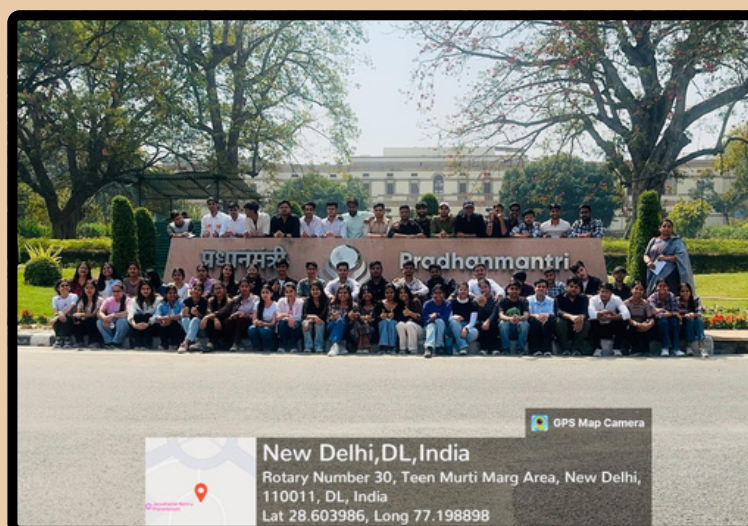 प्रधानमंत्री Pradhanmantri
GPS Map Camera
New Delhi,DL,India
Rotary Number 30, Teen Murti Marg Area, New Delhi,
110011, DL, India
Lat 28.603986, Long 77.198898